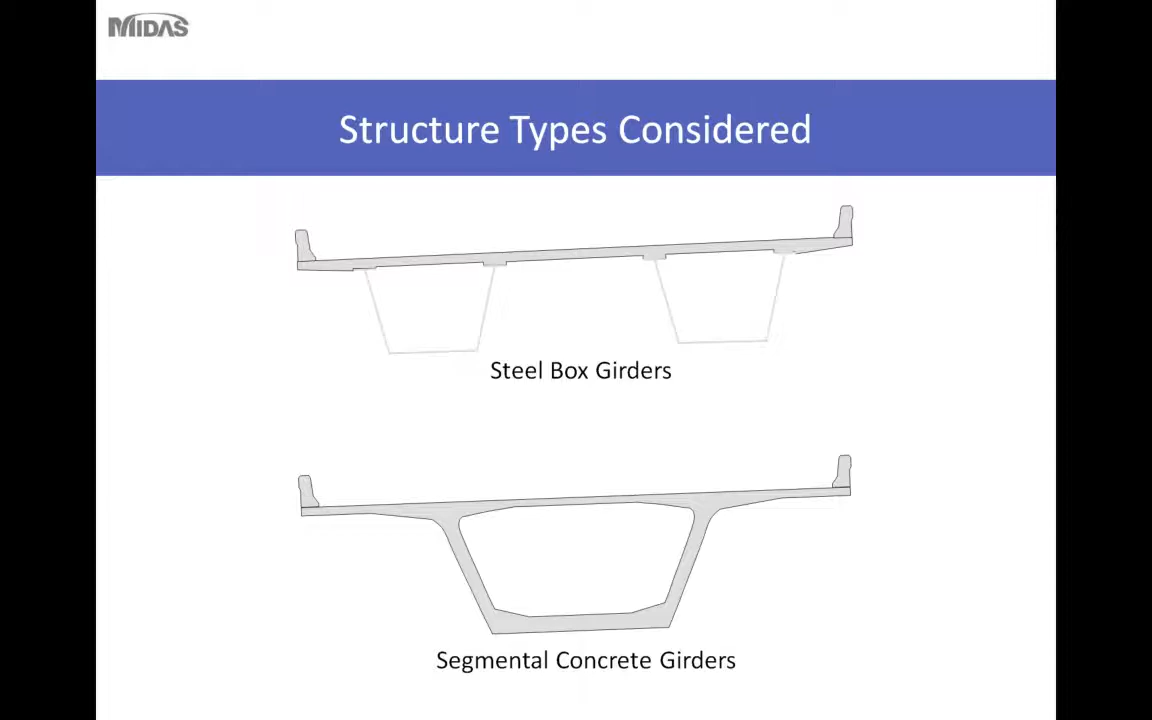 MIDAS
Structure Types Considered
Steel Box Girders
Segmental Concrete Girders